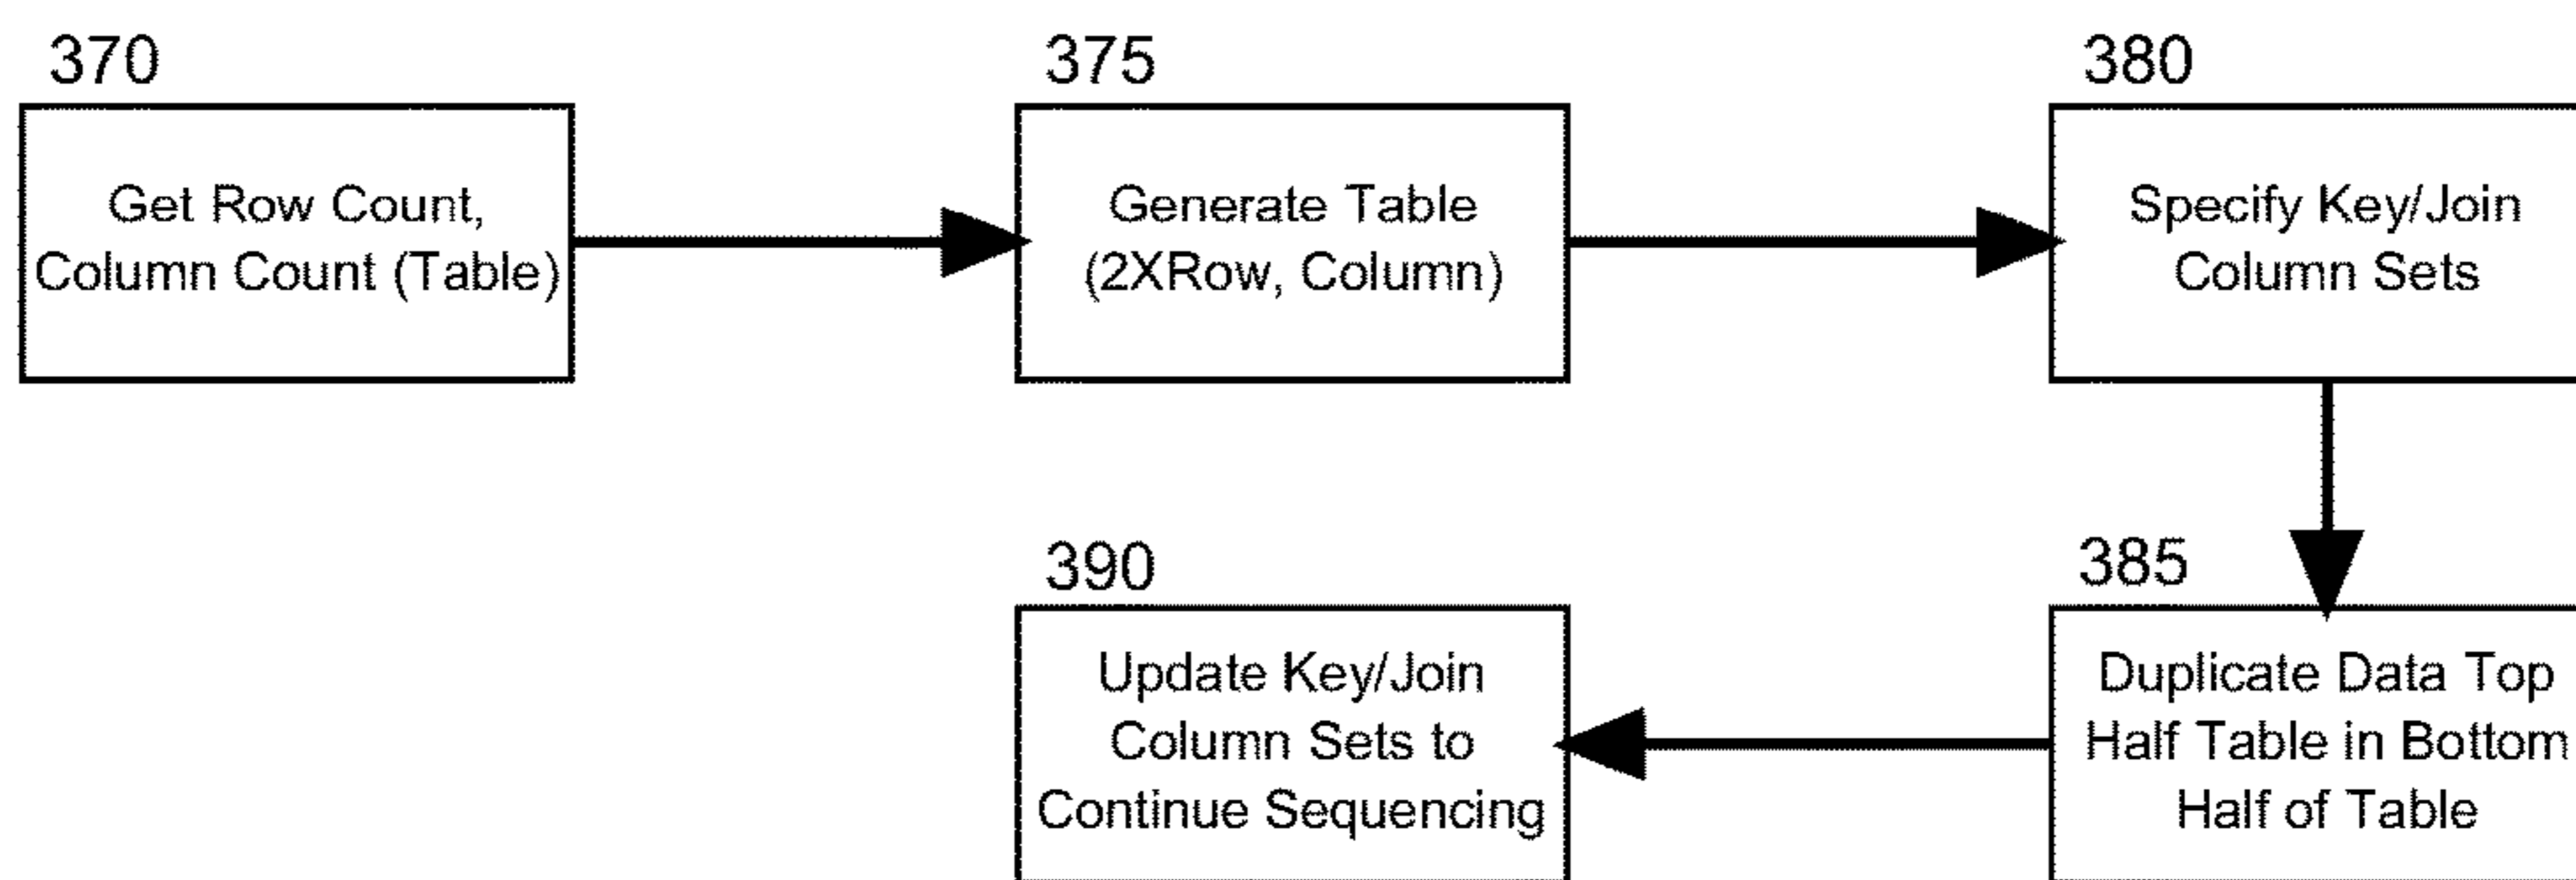 370
Get Row Count,
Column Count (Table)
375
Generate Table
(2XRow, Column)
380
Specify Key/Join
Column Sets
385
Duplicate Data Top
Half Table in Bottom
Half of Table
390
Update Key/Join
Column Sets to
Continue Sequencing